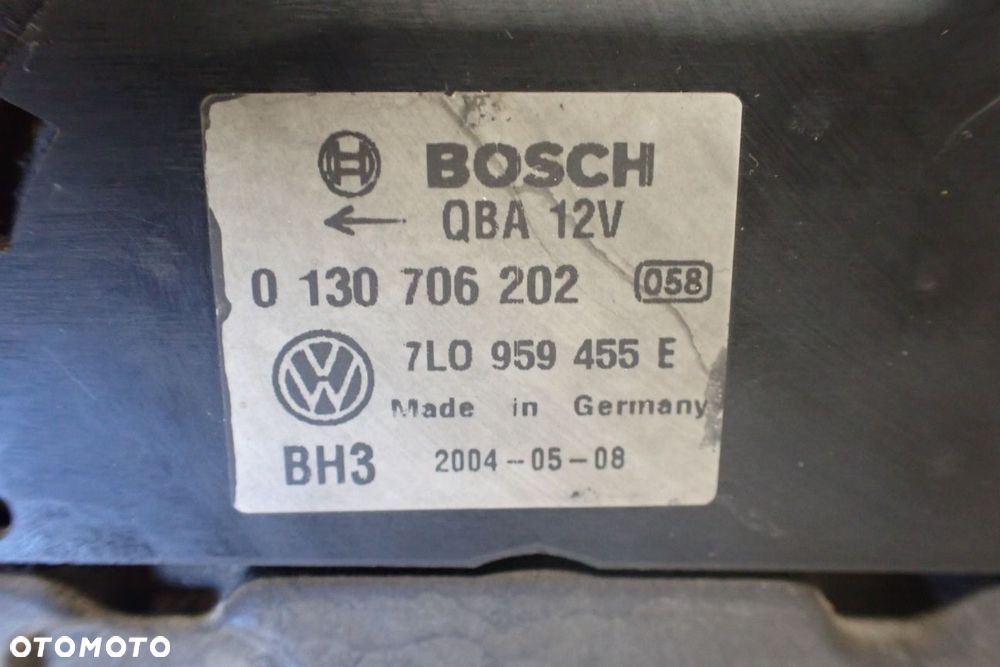 BOSCH
QBA 12V
0 130 706 202 058
7L0 959 455 E
Made in Germany
BH3 2004-05-08
OTOMOTO